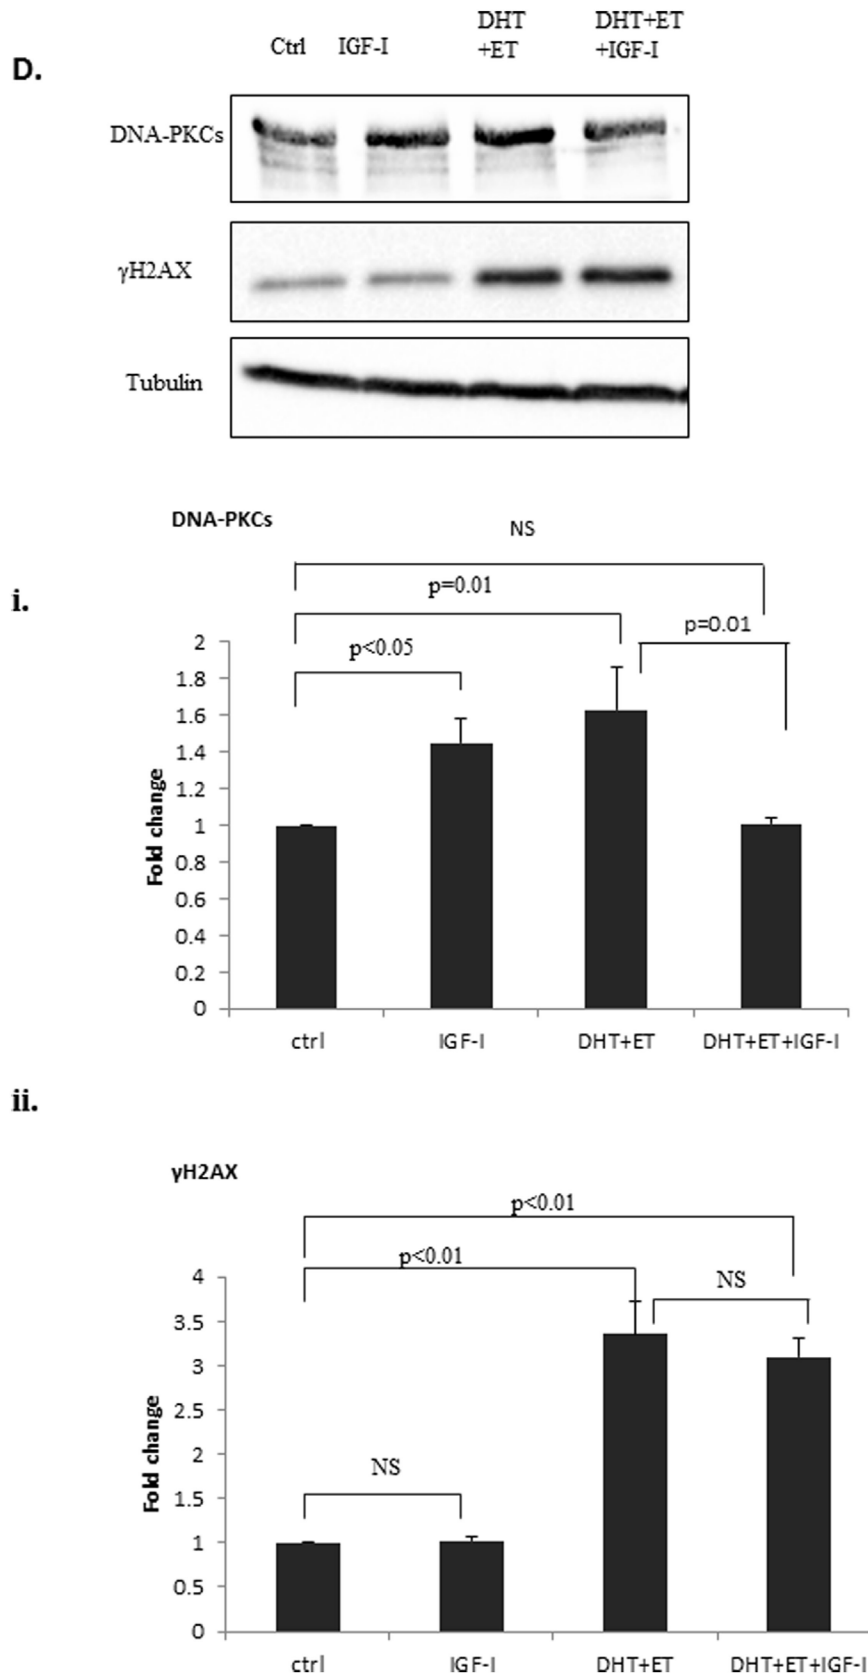 D.
Ctrl IGF-I DHT +ET DHT+ET +IGF-I
DNA-PKCs
γH2AX
Tubulin
i.
DNA-PKCs
NS
p=0.01
p=0.01
p<0.05
Fold change
2
1.8
1.6
1.4
1.2
1
0.8
0.6
0.4
0.2
0
ctrl IGF-I DHT+ET DHT+ET+IGF-I
ii.
γH2AX
p<0.01
p<0.01
NS
NS
Fold change
4
3.5
3
2.5
2
1.5
1
0.5
0
ctrl IGF-I DHT+ET DHT+ET+IGF-I